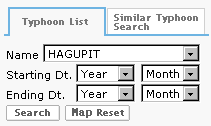 Typhoon List
Similar Typhoon
Search
Name HAGUPIT
Starting Dt. Year Month
Ending Dt. Year Month
Search Map Reset